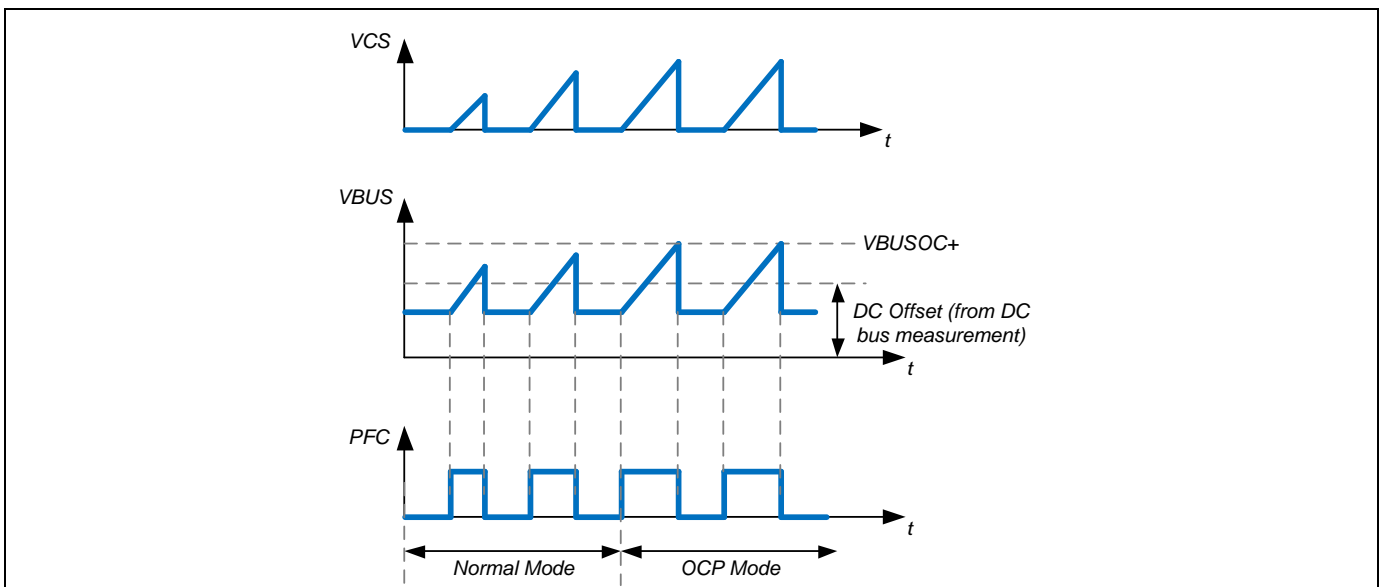 VCS
t
VBUS
VBUSOC+
DC Offset (from DC
bus measurement)
t
PFC
t
Normal Mode
OCP Mode